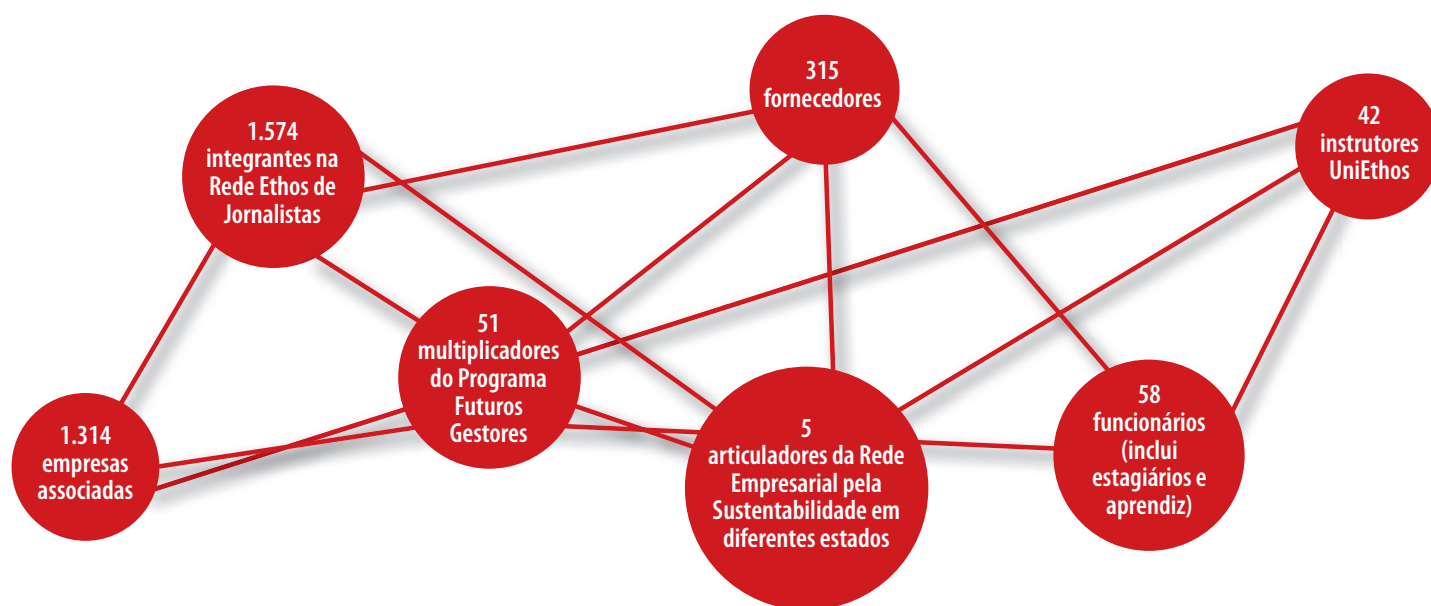 1.574
integrantes na
Rede Ethos de
Jornalistas
315
fornecedores
42
instrutores
UniEthos
51
multiplicadores
do Programa
Futuros
Gestores
1.314
empresas
associadas
5
articuladores da Rede
Empresarial pela
Sustentabilidade em
diferentes estados
58
funcionários
(inclui
estagiários e
aprendiz)